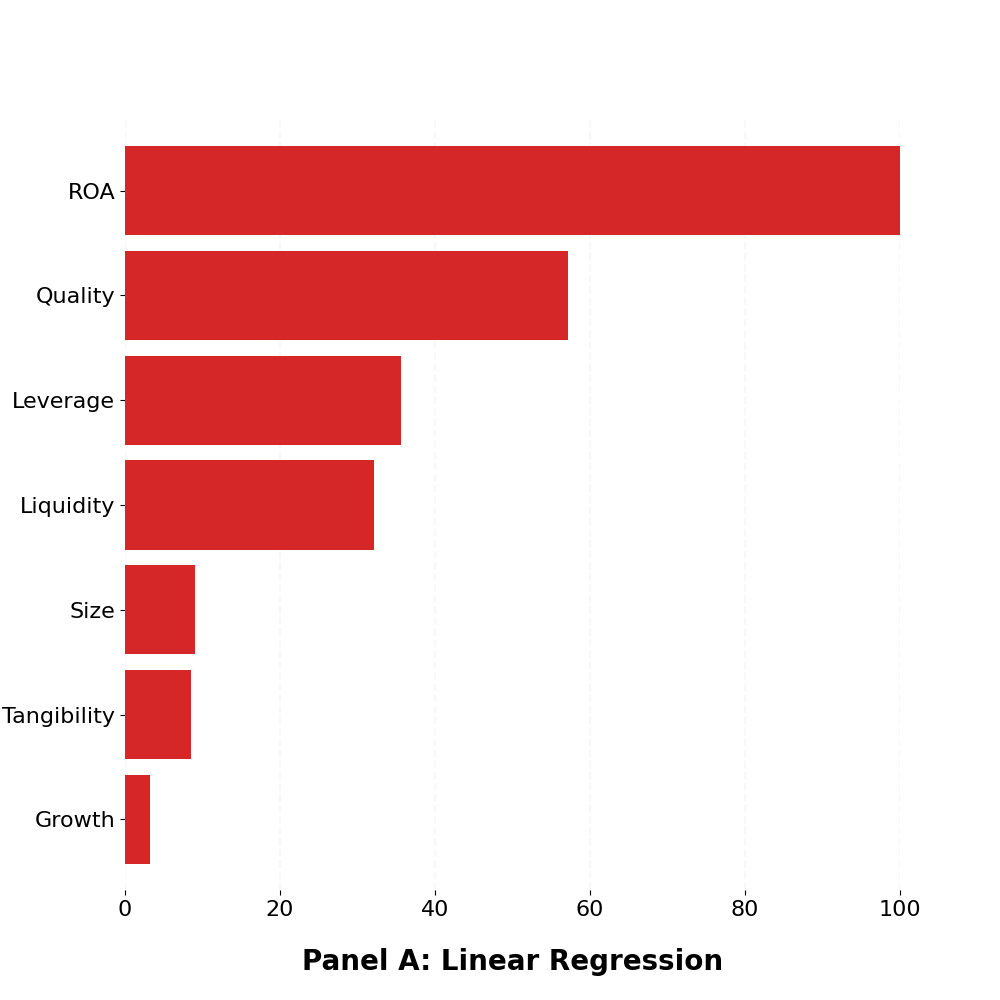 ROA
Quality
Leverage
Liquidity
Size
Tangibility
Growth
0 20 40 60 80 100
Panel A: Linear Regression